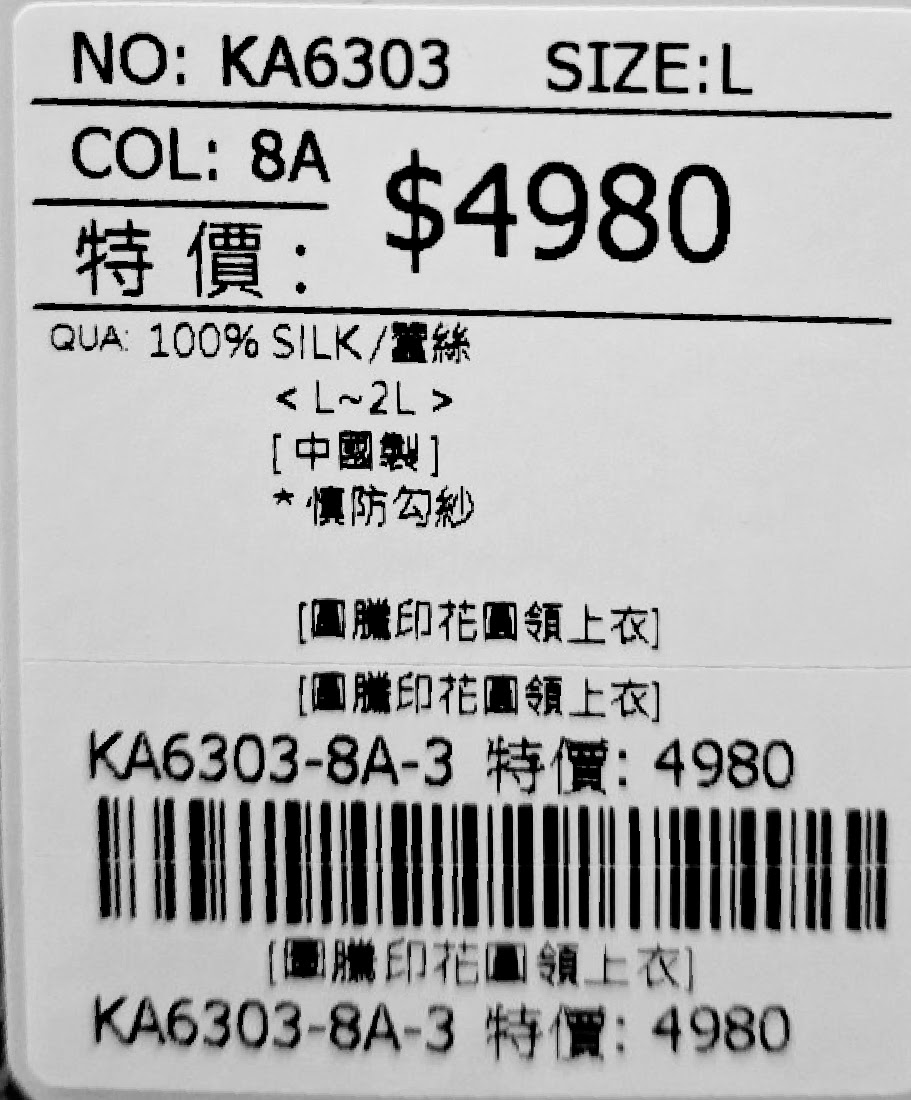 NO: KA6303 SIZE:L
COL: 8A
$4980
特價:
QUA: 100% SILK/蠶絲
< L~2L >
[中國製]
*慎防勾紗
[圖騰印花圓領上衣]
[圖騰印花圓領上衣]
KA6303-8A-3 特價: 4980
[圖騰印花圓領上衣]
KA6303-8A-3 特價: 4980